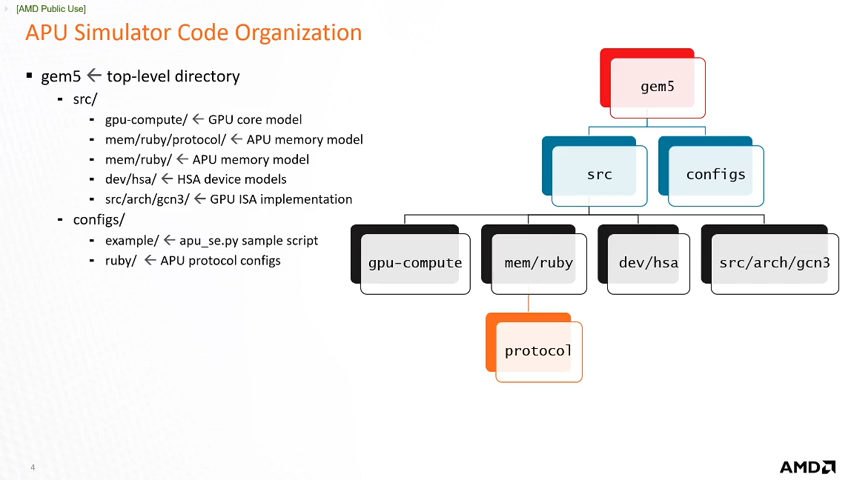 [AMD Public Use]
APU Simulator Code Organization
▪ gem5 ← top-level directory
- src/
▪ gpu-compute/ ← GPU core model
▪ mem/ruby/protocol/ ← APU memory model
▪ mem/ruby/ ← APU memory model
▪ dev/hsa/ ← HSA device models
▪ src/arch/gcn3/ ← GPU ISA implementation
- configs/
▪ example/ ← apu_se.py sample script
▪ ruby/ ← APU protocol configs
gem5
src
configs
gpu-compute
mem/ruby
dev/hsa
src/arch/gcn3
protocol
4
AMD